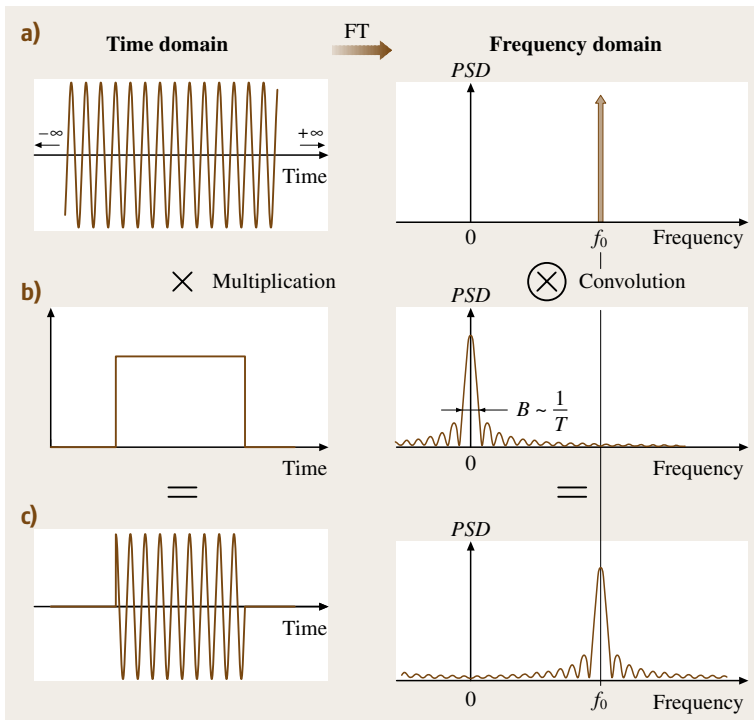 a)
Time domain
FT
Frequency domain
PSD
−∞
+∞
Time
0
f₀
Frequency
× Multiplication
⊗ Convolution
b)
PSD
B ~ 1/T
Time
0
Frequency
=
=
c)
PSD
Time
0
f₀
Frequency